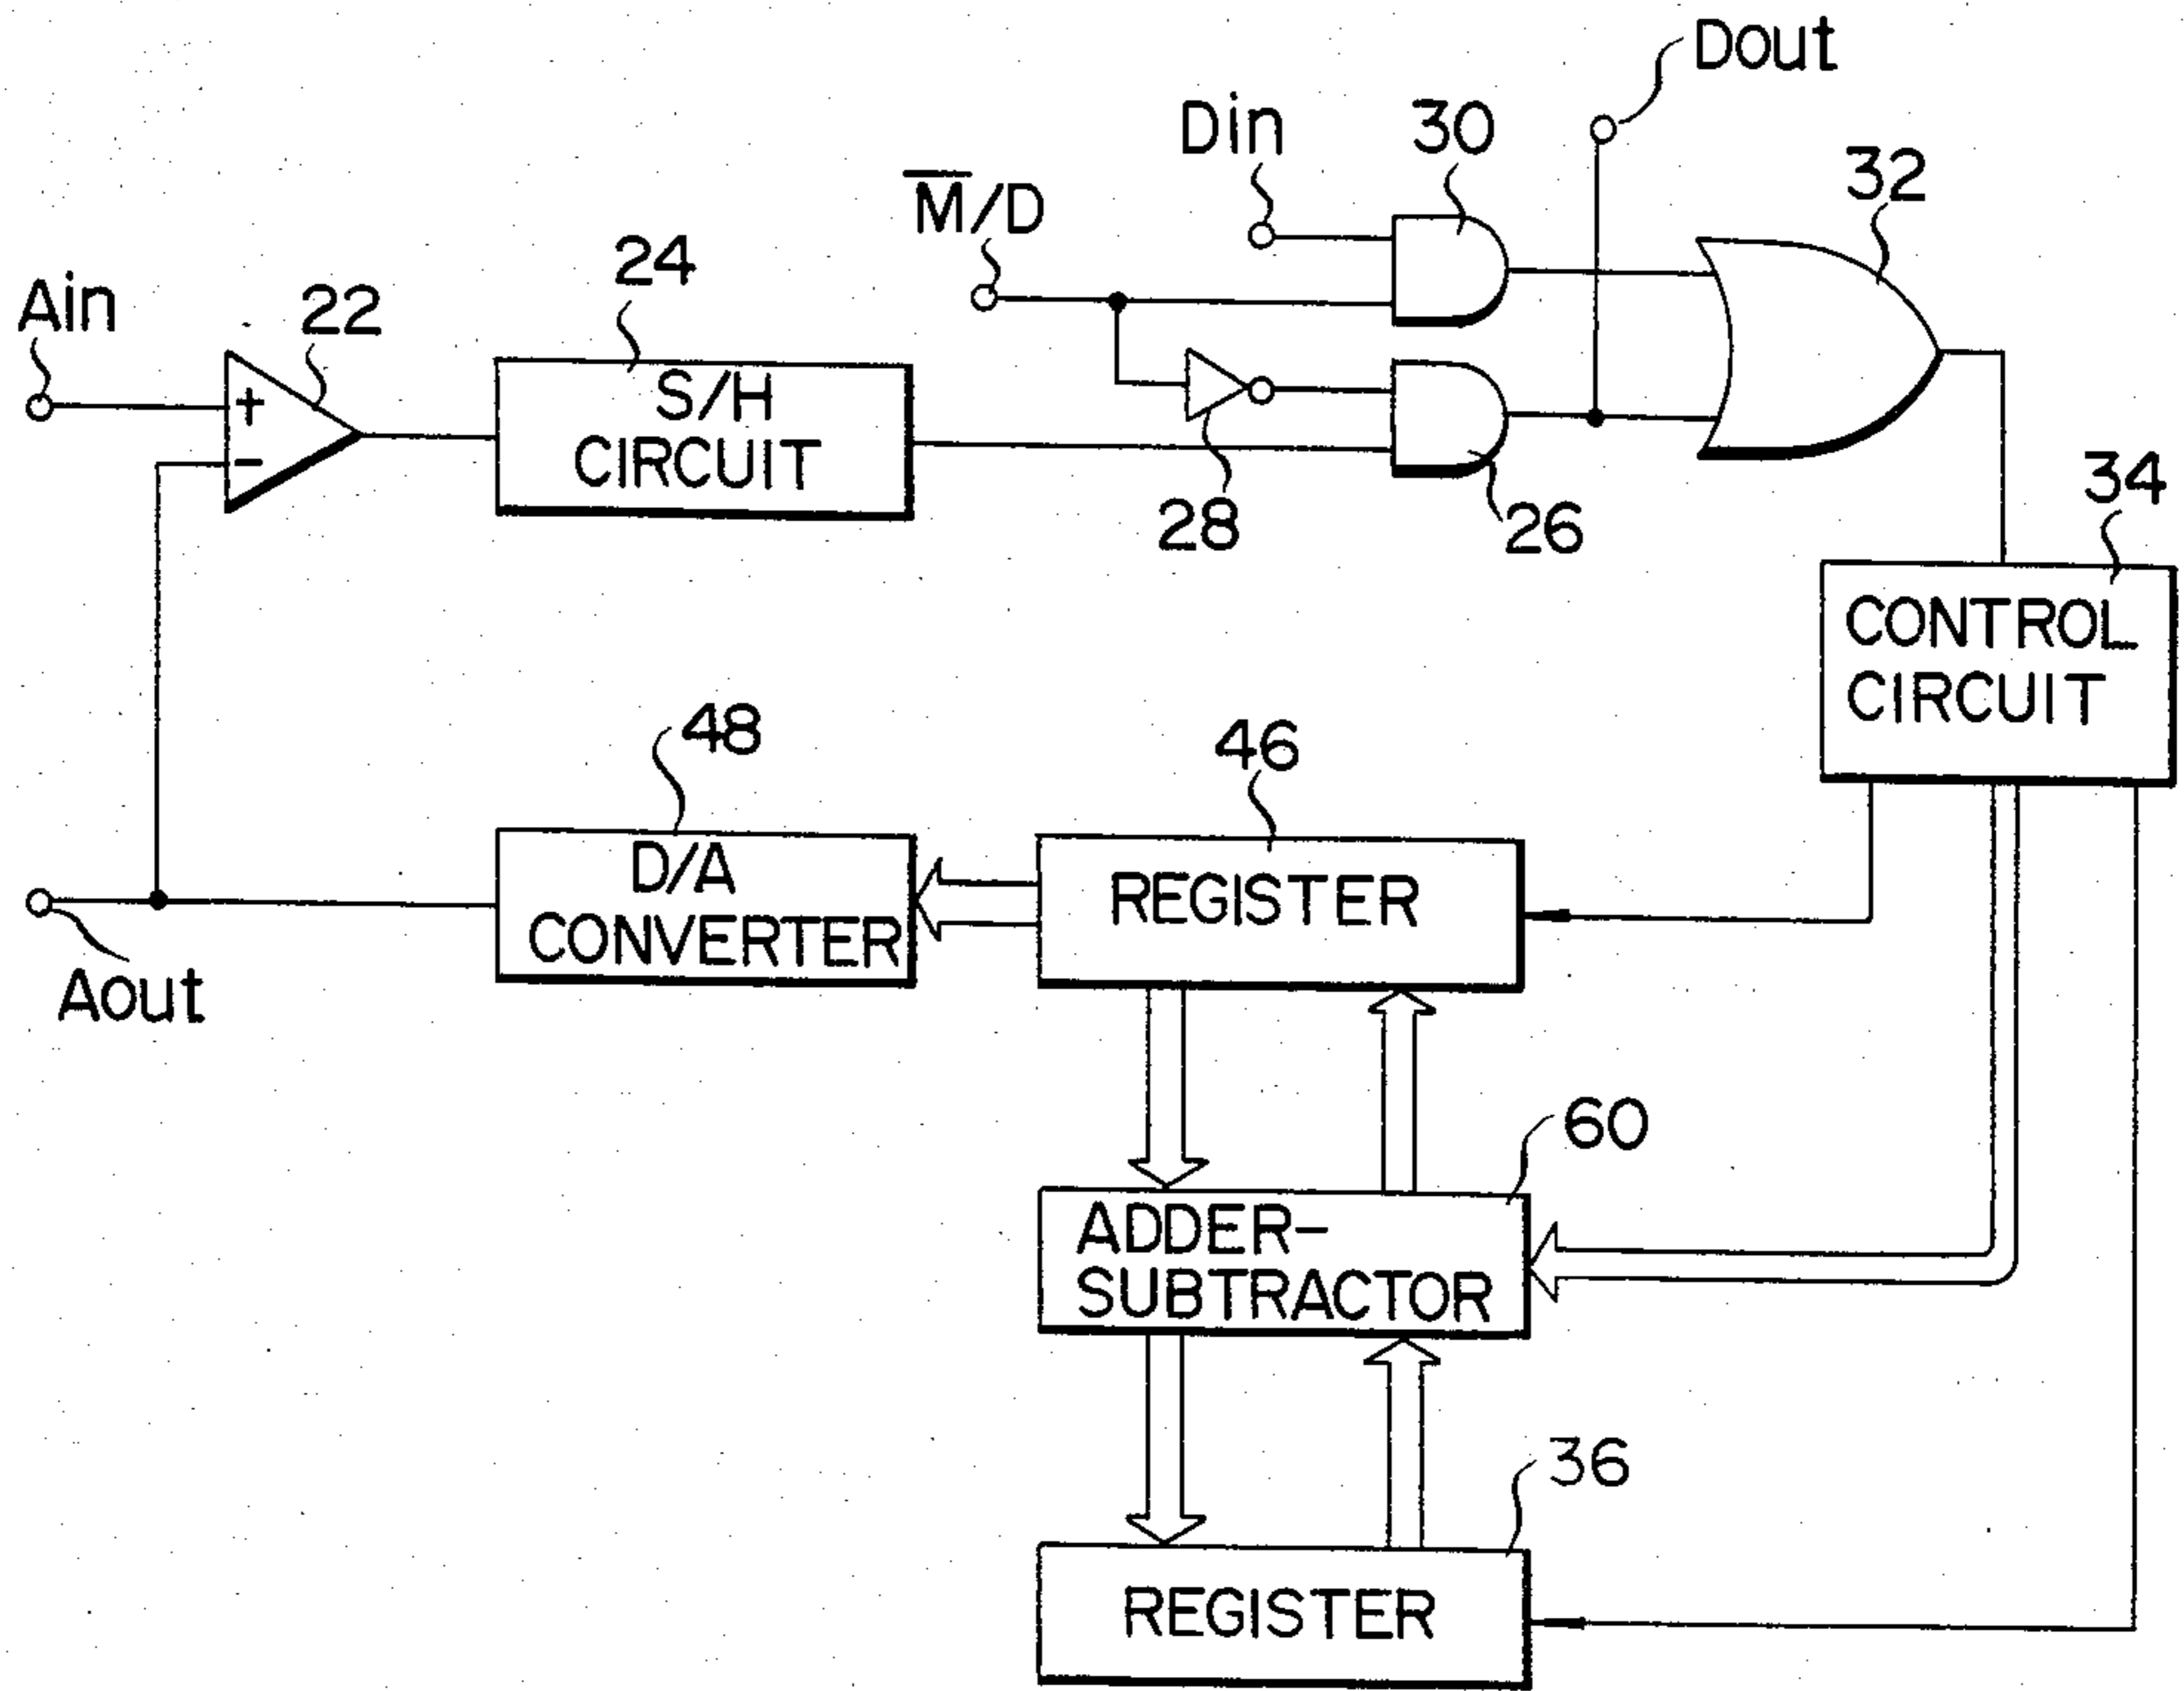 Dout
Din
30
32
M̅/D
24
Ain
22
+
-
S/H
CIRCUIT
28
26
34
CONTROL
CIRCUIT
48
46
D/A
CONVERTER
REGISTER
Aout
60
ADDER-
SUBTRACTOR
36
REGISTER